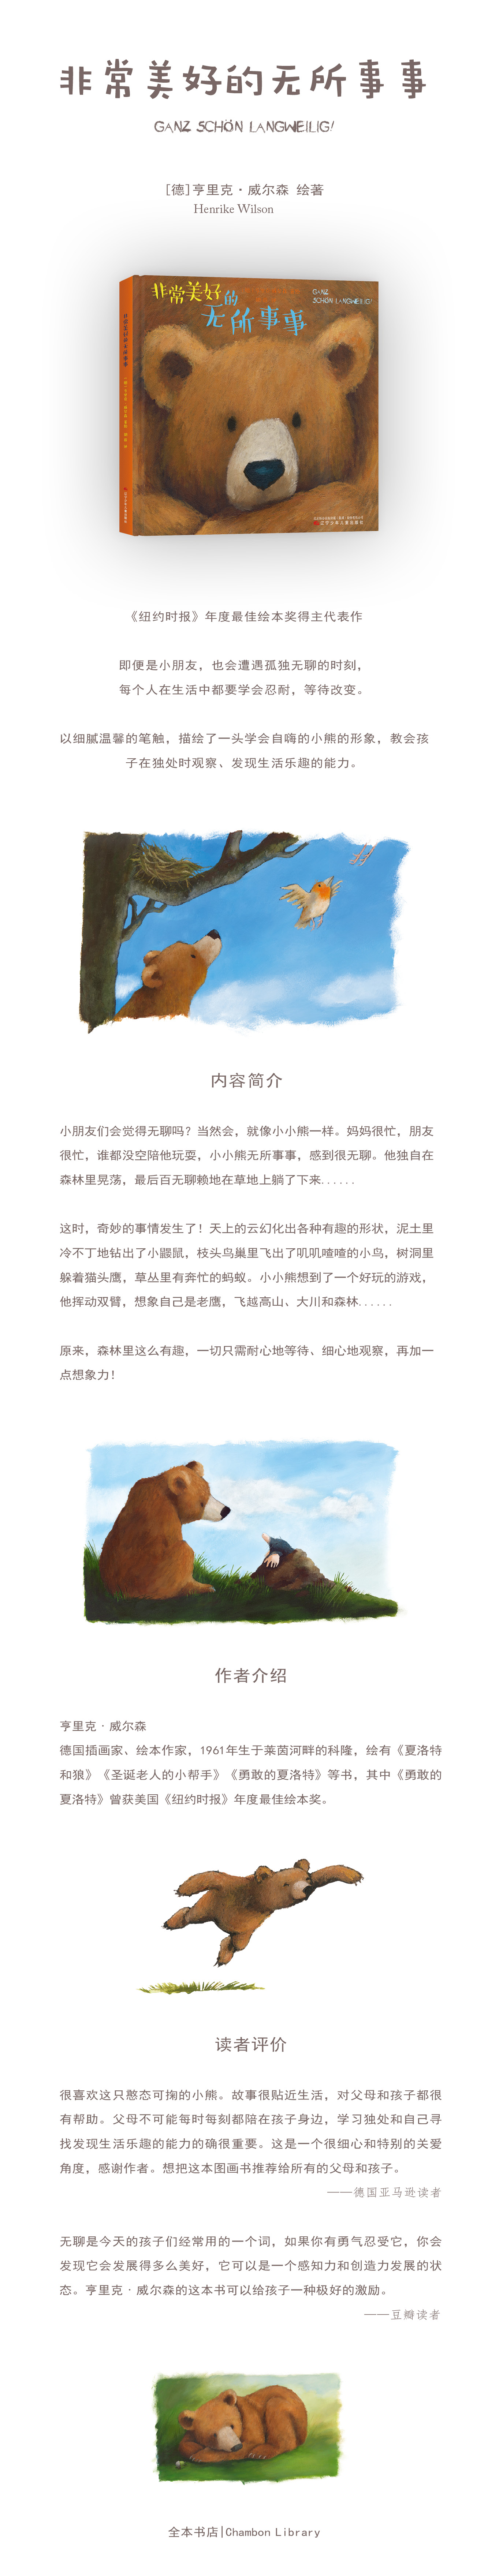 非常美好的无所事事
GANZ SCHÖN LANGWEILIG!
[德]亨里克·威尔森 绘著
Henrike Wilson
非常美好的
无所事事
GANZ
SCHÖN LANGWEILIG!
《纽约时报》年度最佳绘本奖得主代表作
即便是小朋友，也会遭遇孤独无聊的时刻，
每个人在生活中都要学会忍耐，等待改变。
以细腻温馨的笔触，描绘了一头学会自嗨的小熊的形象，教会孩
子在独处时观察、发现生活乐趣的能力。
内容简介
小朋友们会觉得无聊吗？当然会，就像小小熊一样。妈妈很忙，朋友
很忙，谁都没空陪他玩耍，小小熊无所事事，感到很无聊。他独自在
森林里晃荡，最后百无聊赖地在草地上躺了下来......
这时，奇妙的事情发生了！天上的云幻化出各种有趣的形状，泥土里
冷不丁地钻出了小鼹鼠，枝头鸟巢里飞出了叽叽喳喳的小鸟，树洞里
躲着猫头鹰，草丛里有奔忙的蚂蚁。小小熊想到了一个好玩的游戏，
他挥动双臂，想象自己是老鹰，飞越高山、大川和森林......
原来，森林里这么有趣，一切只需耐心地等待、细心地观察，再加一
点想象力！
作者介绍
亨里克·威尔森
德国插画家、绘本作家，1961年生于莱茵河畔的科隆，绘有《夏洛特
和狼》《圣诞老人的小帮手》《勇敢的夏洛特》等书，其中《勇敢的
夏洛特》曾获美国《纽约时报》年度最佳绘本奖。
读者评价
很喜欢这只憨态可掬的小熊。故事很贴近生活，对父母和孩子都很
有帮助。父母不可能每时每刻都陪在孩子身边，学习独处和自己寻
找发现生活乐趣的能力的确很重要。这是一个很细心和特别的关爱
角度，感谢作者。想把这本图画书推荐给所有的父母和孩子。
——德国亚马逊读者
无聊是今天的孩子们经常用的一个词，如果你有勇气忍受它，你会
发现它会发展得多么美好，它可以是一个感知力和创造力发展的状
态。亨里克·威尔森的这本书可以给孩子一种极好的激励。
——豆瓣读者
全本书店|Chambon Library